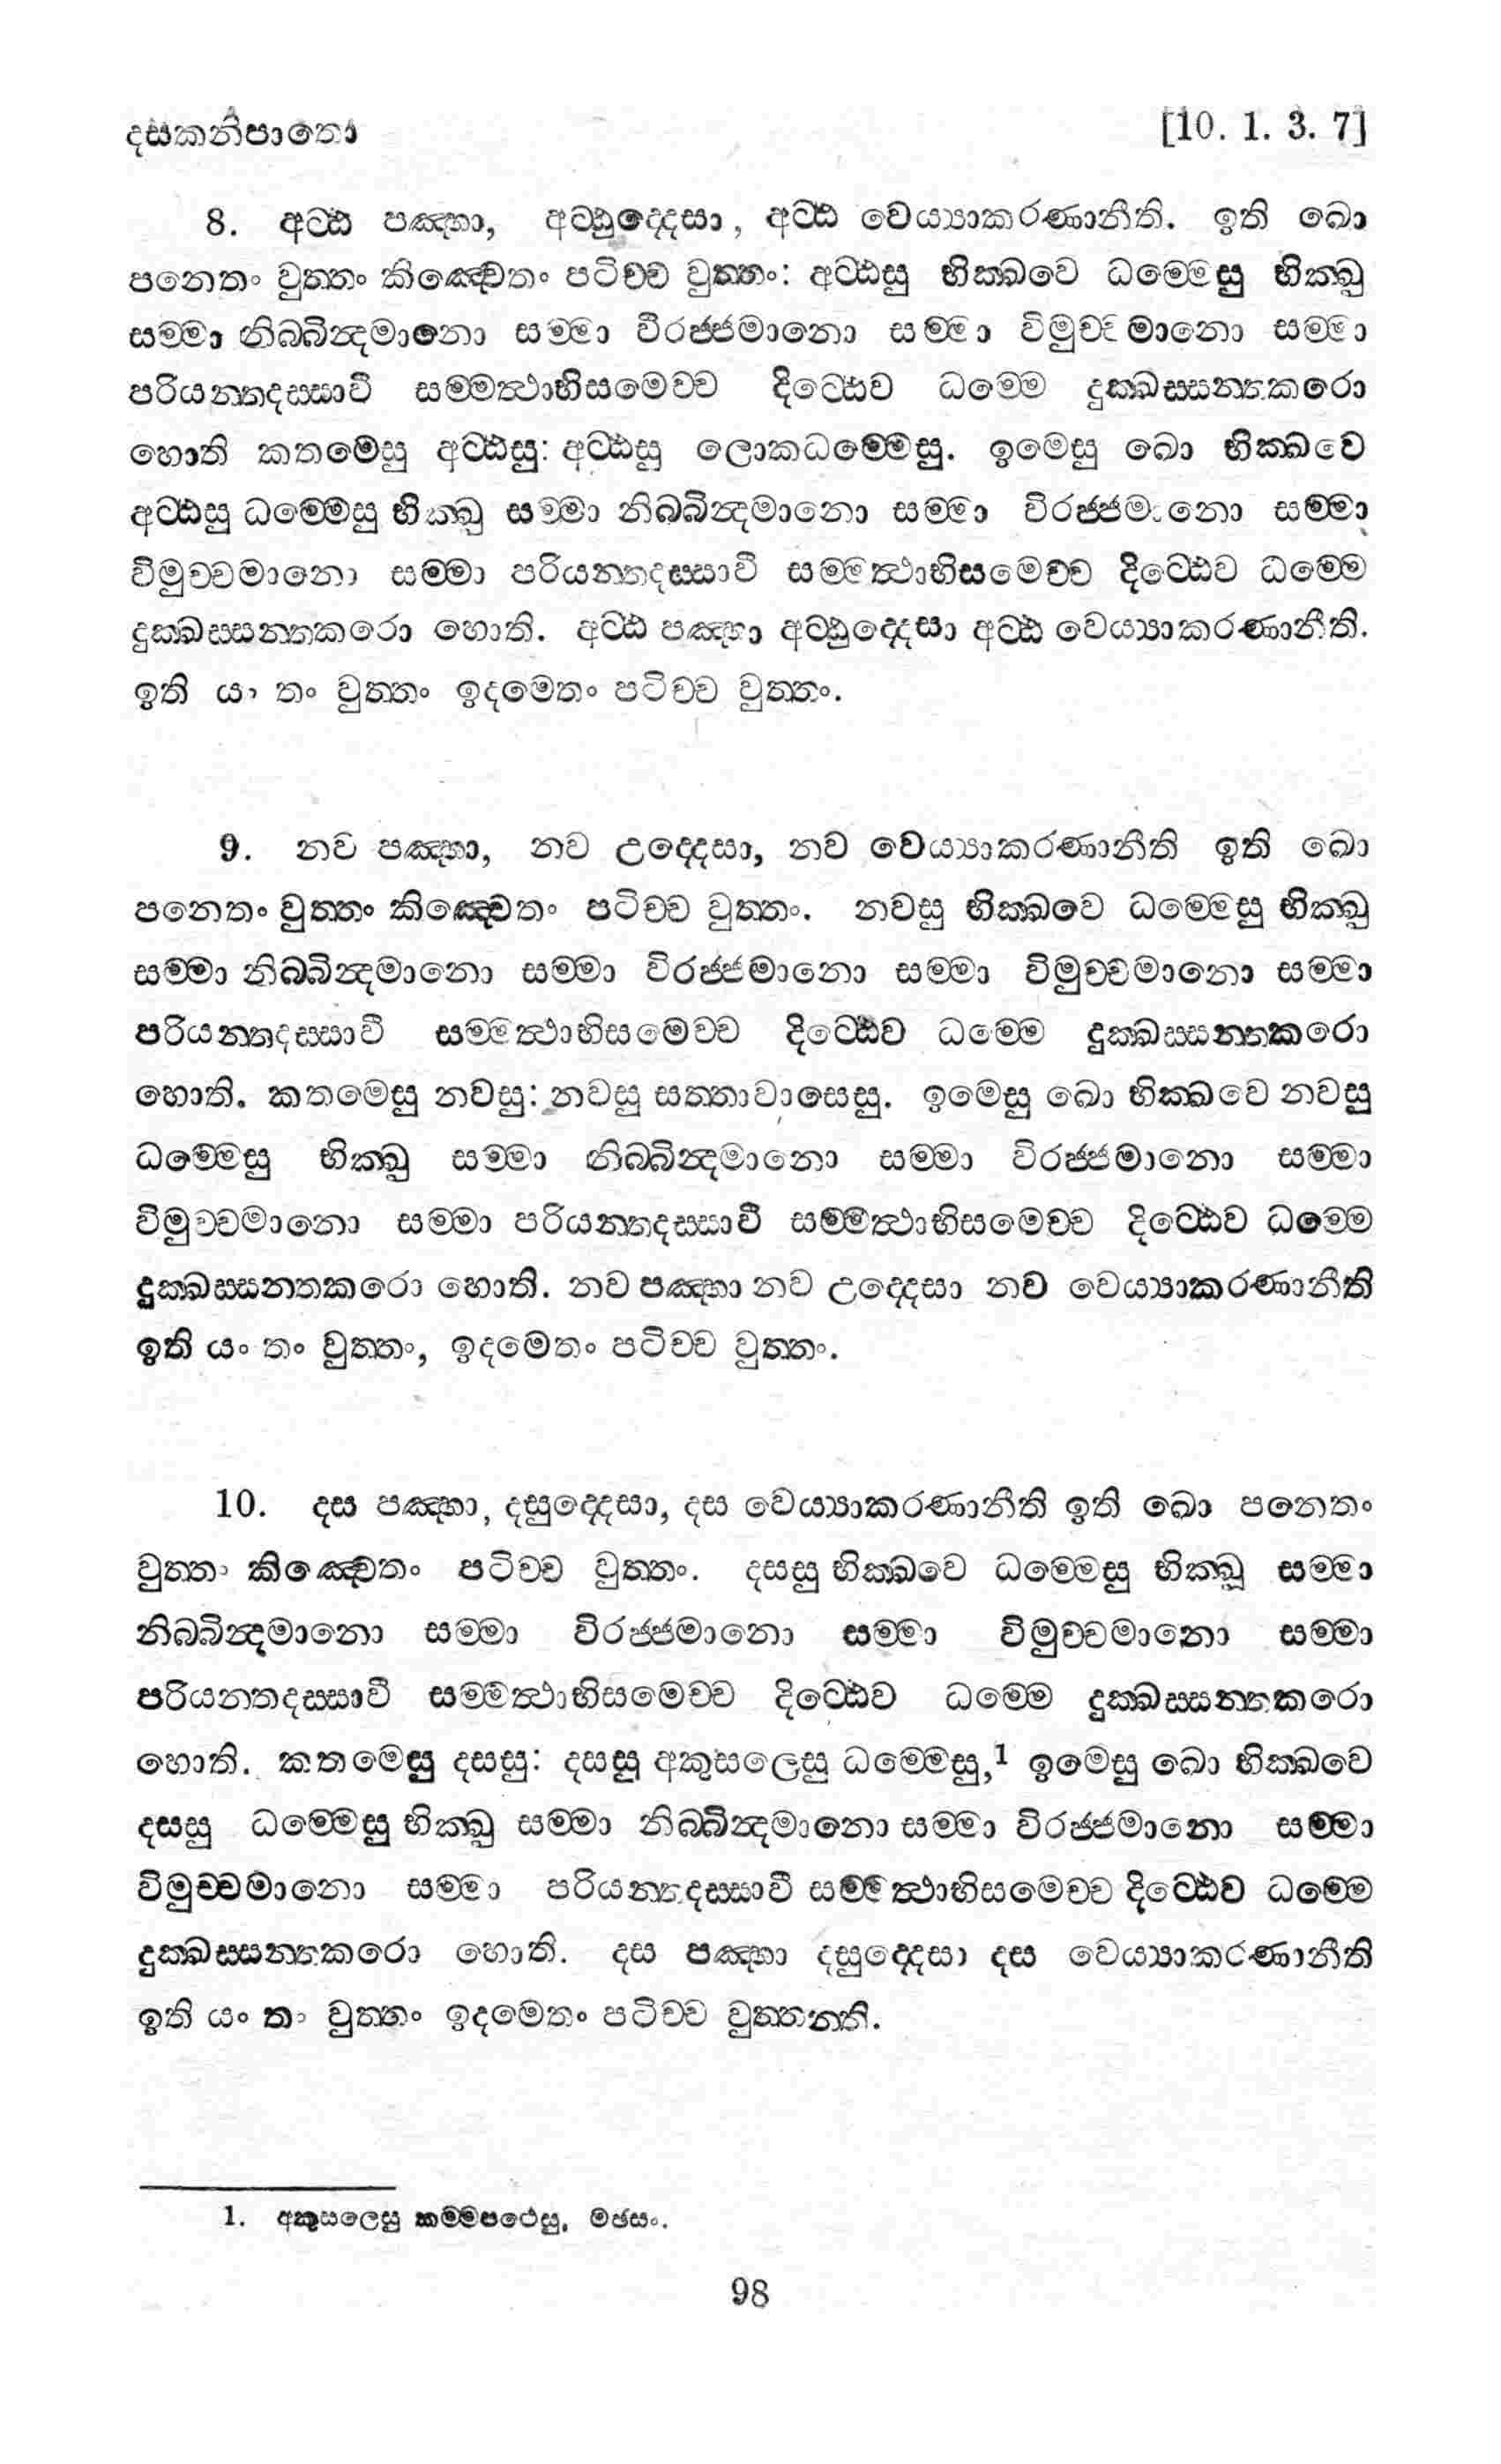 දසකනිපාතො [10. 1. 3. 7]
8. අට්ඨ පඤ්හා, අට්ඨුද්දෙසා, අට්ඨ වෙය්‍යාකරණානීති. ඉති ඛො
පනෙතං වුත්තං කිඤ්චෙතං පටිච්ච වුත්තං: අට්ඨසු භික්ඛවෙ ධම්මෙසු භික්ඛු
සම්මා නිබ්බින්දමානො සම්මා විරජ්ජමානො සම්මා විමුච්චමානො සම්මා
පරියන්තදස්සාවී සම්මත්ථාභිසමෙච්ච දිට්ඨෙව ධම්මෙ දුක්ඛස්සන්තකරො
හොති කතමෙසු අට්ඨසු: අට්ඨසු ලොකධම්මෙසු. ඉමෙසු ඛො භික්ඛවෙ
අට්ඨසු ධම්මෙසු භික්ඛු සම්මා නිබ්බින්දමානො සම්මා විරජ්ජමානො සම්මා
විමුච්චමානො සම්මා පරියන්තදස්සාවී සම්මත්ථාභිසමෙච්ච දිට්ඨෙව ධම්මෙ
දුක්ඛස්සන්තකරො හොති. අට්ඨ පඤ්හා අට්ඨුද්දෙසා අට්ඨ වෙය්‍යාකරණානීති.
ඉති යං තං වුත්තං ඉදමෙතං පටිච්ච වුත්තං.
9. නව පඤ්හා, නව උද්දෙසා, නව වෙය්‍යාකරණානීති ඉති ඛො
පනෙතං වුත්තං කිඤ්චෙතං පටිච්ච වුත්තං. නවසු භික්ඛවෙ ධම්මෙසු භික්ඛු
සම්මා නිබ්බින්දමානො සම්මා විරජ්ජමානො සම්මා විමුච්චමානො සම්මා
පරියන්තදස්සාවී සම්මත්ථාභිසමෙච්ච දිට්ඨෙව ධම්මෙ දුක්ඛස්සන්තකරො
හොති. කතමෙසු නවසු: නවසු සත්තාවාසෙසු. ඉමෙසු ඛො භික්ඛවෙ නවසු
ධම්මෙසු භික්ඛු සම්මා නිබ්බින්දමානො සම්මා විරජ්ජමානො සම්මා
විමුච්චමානො සම්මා පරියන්තදස්සාවී සම්මත්ථාභිසමෙච්ච දිට්ඨෙව ධම්මෙ
දුක්ඛස්සන්තකරො හොති. නව පඤ්හා නව උද්දෙසා නව වෙය්‍යාකරණානීති
ඉති යං තං වුත්තං, ඉදමෙතං පටිච්ච වුත්තං.
10. දස පඤ්හා, දසුද්දෙසා, දස වෙය්‍යාකරණානීති ඉති ඛො පනෙතං
වුත්තං කිඤ්චෙතං පටිච්ච වුත්තං. දසසු භික්ඛවෙ ධම්මෙසු භික්ඛූ සම්මා
නිබ්බින්දමානො සම්මා විරජ්ජමානො සම්මා විමුච්චමානො සම්මා
පරියන්තදස්සාවී සම්මත්ථාභිසමෙච්ච දිට්ඨෙව ධම්මෙ දුක්ඛස්සන්තකරො
හොති. කතමෙසු දසසු: දසසු අකුසලෙසු ධම්මෙසු,¹ ඉමෙසු ඛො භික්ඛවෙ
දසසු ධම්මෙසු භික්ඛු සම්මා නිබ්බින්දමානො සම්මා විරජ්ජමානො සම්මා
විමුච්චමානො සම්මා පරියන්තදස්සාවී සම්මත්ථාභිසමෙච්ච දිට්ඨෙව ධම්මෙ
දුක්ඛස්සන්තකරො හොති. දස පඤ්හා දසුද්දෙසා දස වෙය්‍යාකරණානීති
ඉති යං තං වුත්තං ඉදමෙතං පටිච්ච වුත්තන්ති.
1. අකුසලෙසු කම්මපථෙසු, මඡසං.
98